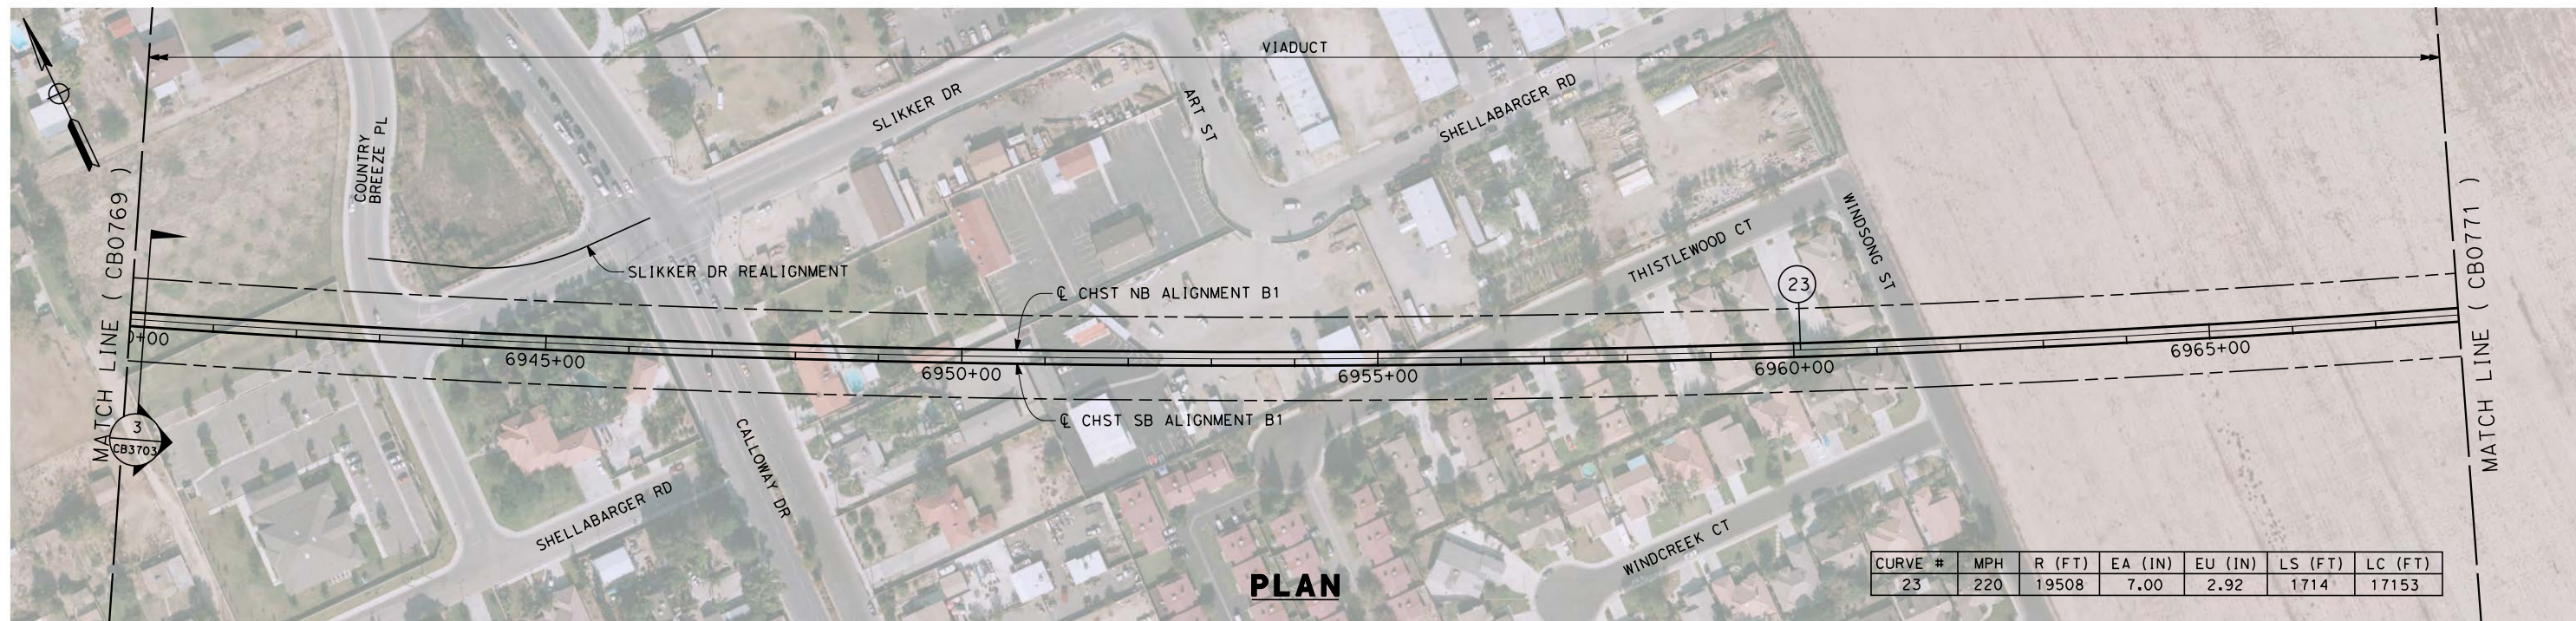 VIADUCT
MATCH LINE ( CB0769 )
COUNTRY
BREEZE PL
SLIKKER DR
ART ST
SHELLABARGER RD
MATCH LINE ( CB0771 )
SLIKKER DR REALIGNMENT
THISTLEWOOD CT
WINDSONG ST
23
℄ CHST NB ALIGNMENT B1
0+00
6945+00
6950+00
6955+00
6960+00
6965+00
℄ CHST SB ALIGNMENT B1
3
CB3703
CALLOWAY DR
SHELLABARGER RD
WINDCREEK CT
PLAN
CURVE # MPH R (FT) EA (IN) EU (IN) LS (FT) LC (FT)
23 220 19508 7.00 2.92 1714 17153